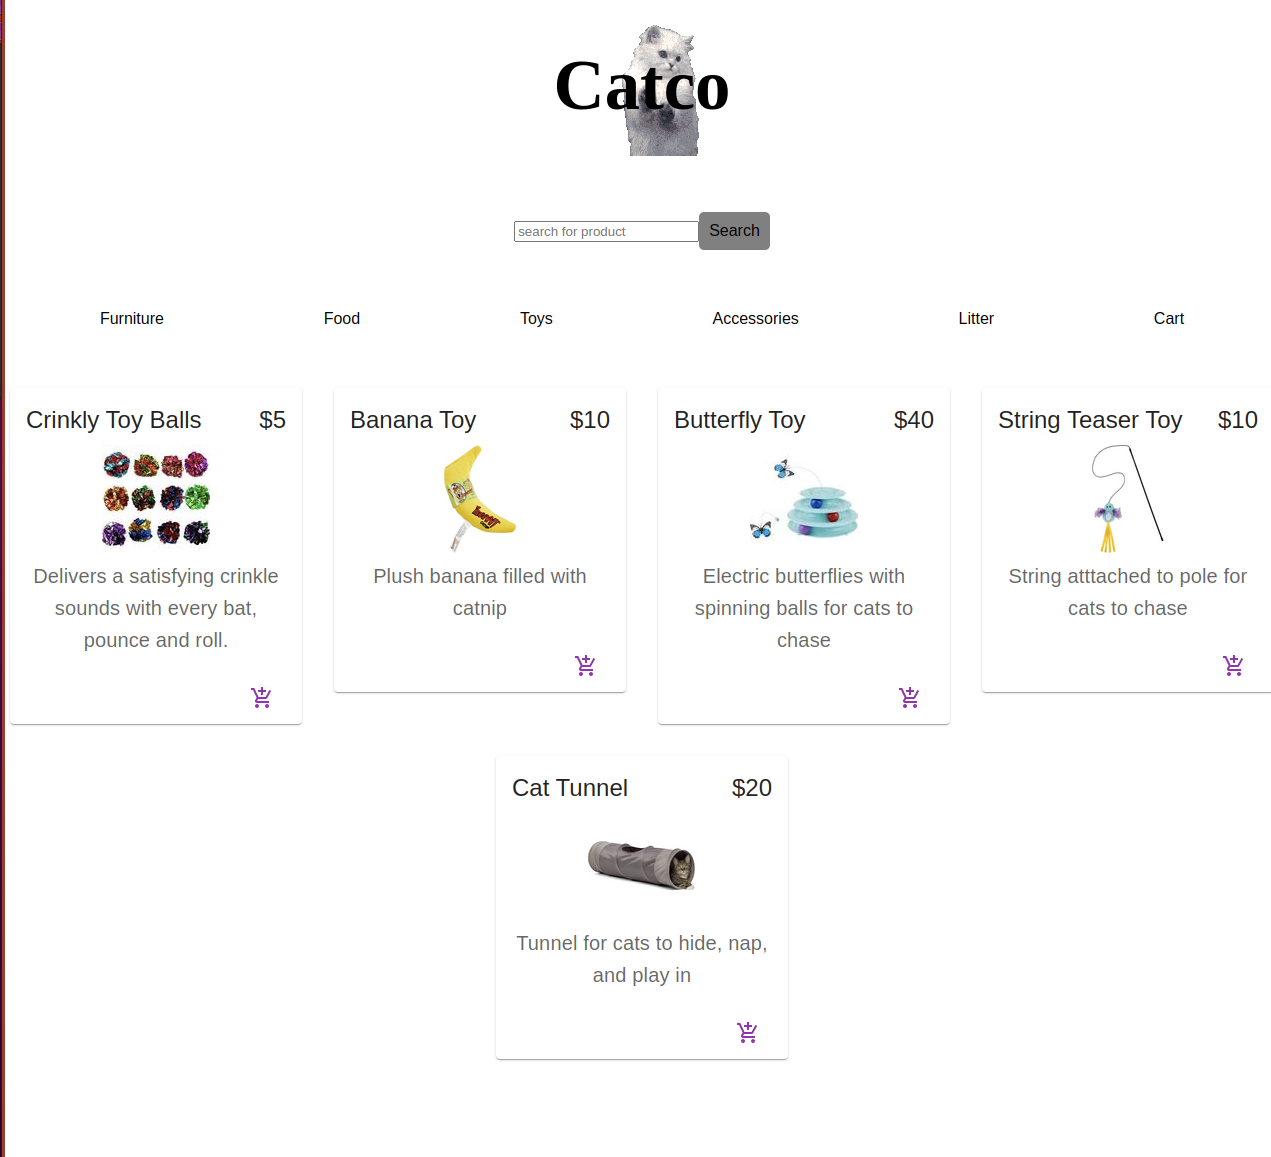 Catco
search for product Search
Furniture Food Toys Accessories Litter Cart
Crinkly Toy Balls $5
Delivers a satisfying crinkle
sounds with every bat,
pounce and roll.
Banana Toy $10
Plush banana filled with
catnip
Butterfly Toy $40
Electric butterflies with
spinning balls for cats to
chase
String Teaser Toy $10
String atttached to pole for
cats to chase
Cat Tunnel $20
Tunnel for cats to hide, nap,
and play in